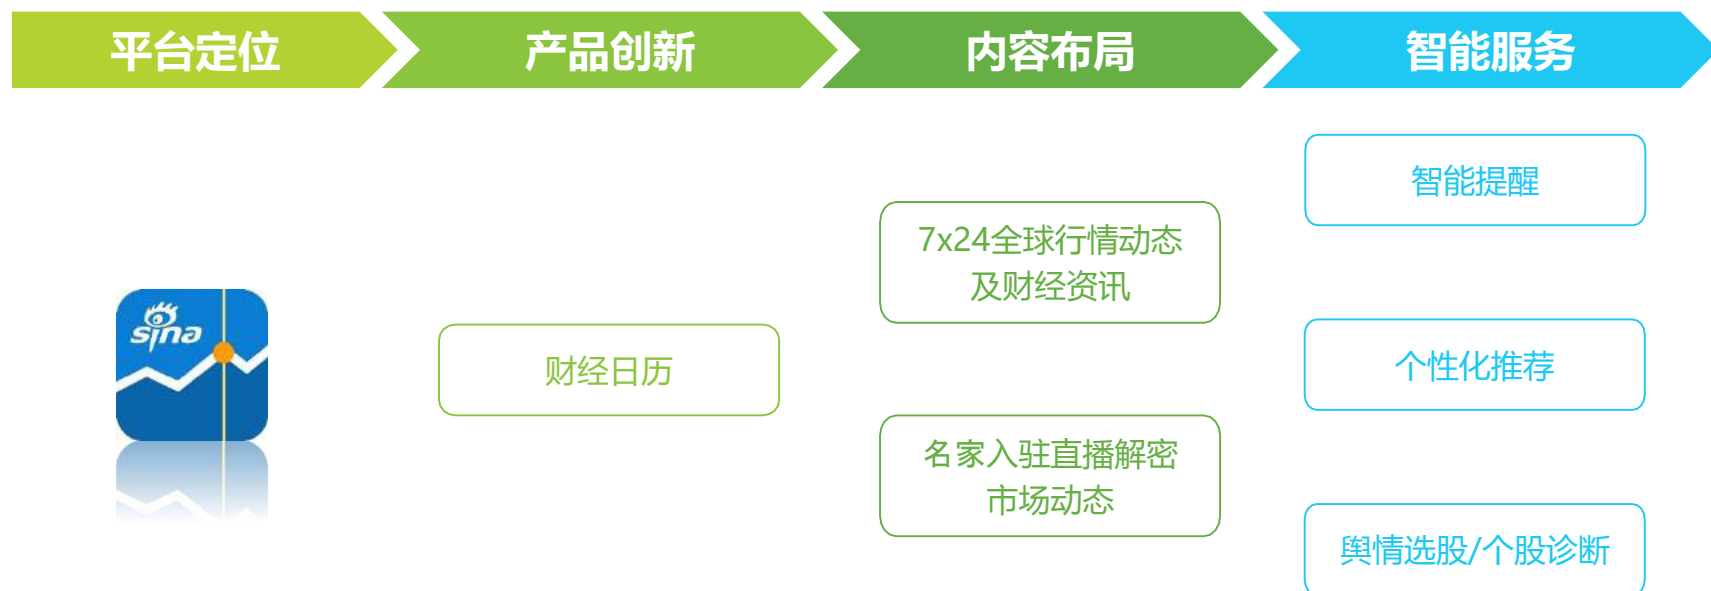 平台定位
产品创新
内容布局
智能服务
sina
财经日历
7x24全球行情动态
及财经资讯
名家入驻直播解密
市场动态
智能提醒
个性化推荐
舆情选股/个股诊断